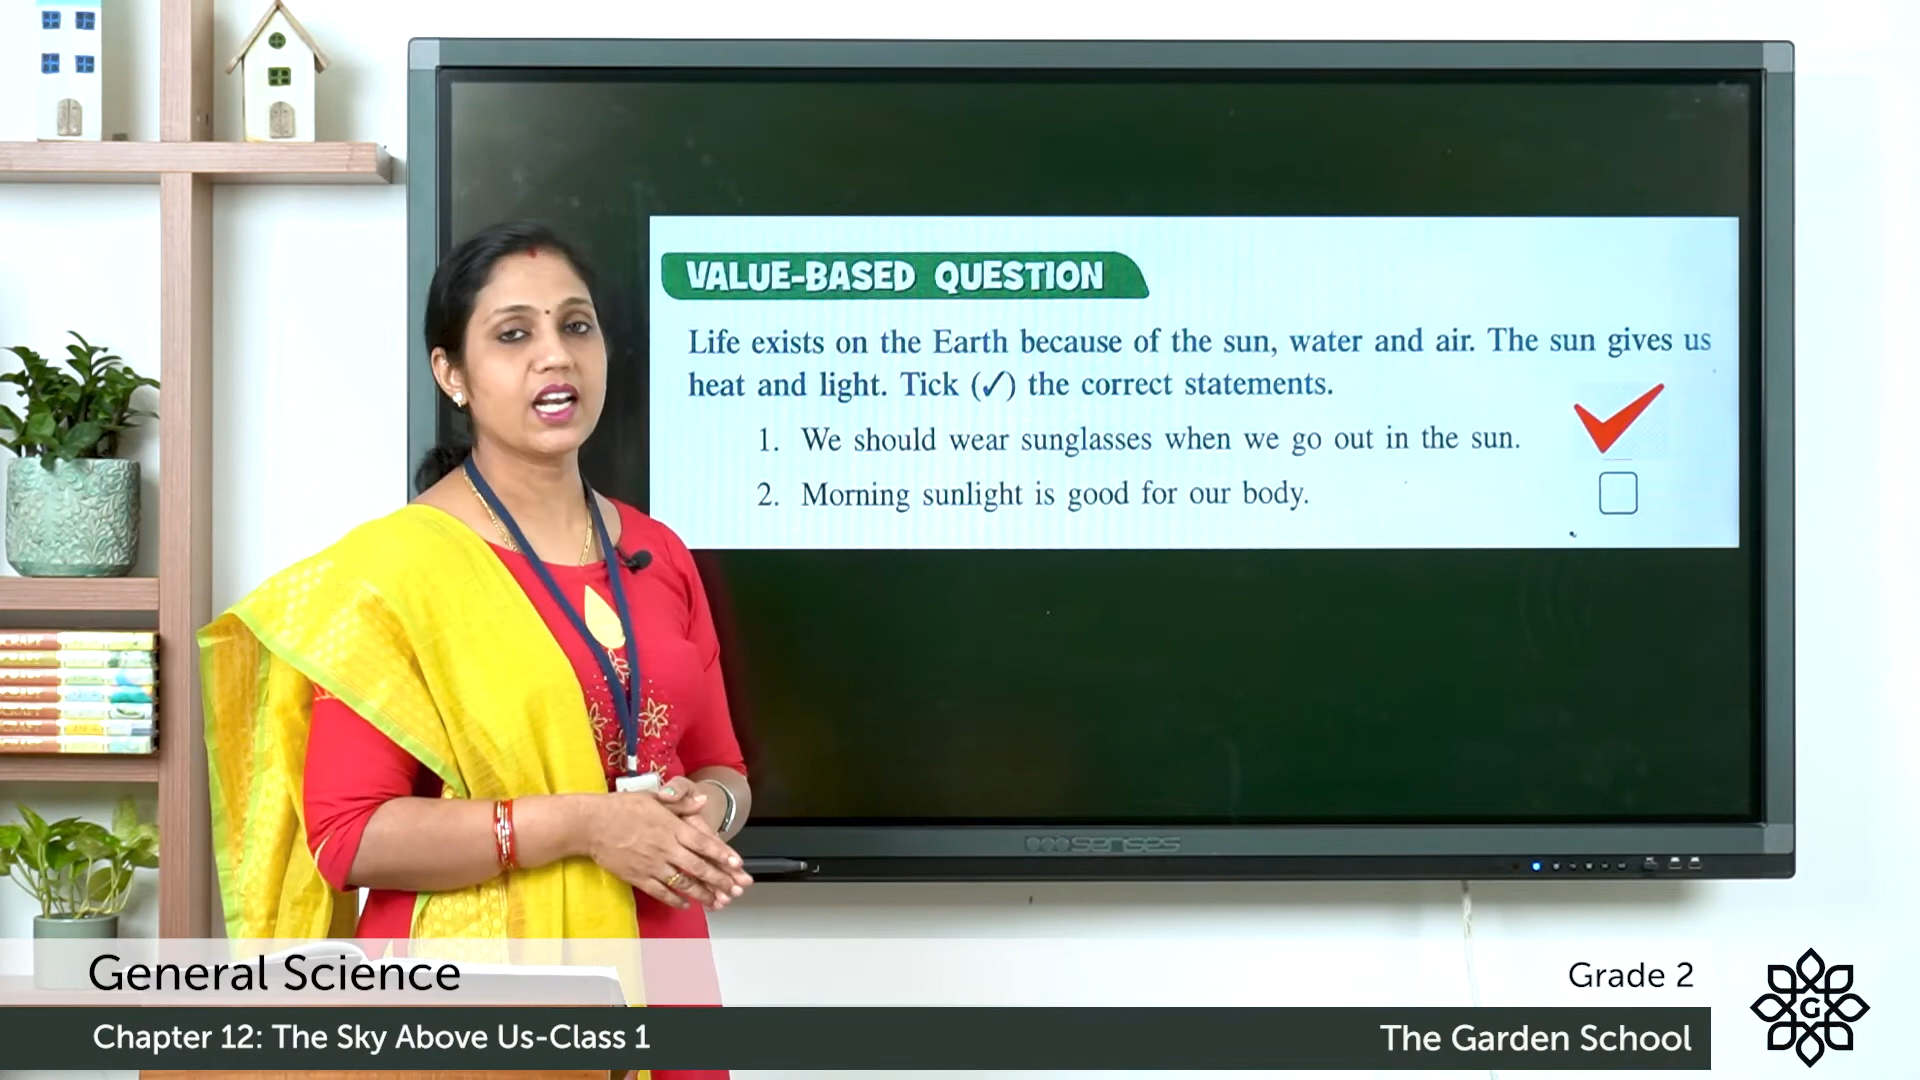 VALUE-BASED QUESTION
Life exists on the Earth because of the sun, water and air. The sun gives us
heat and light. Tick (✓) the correct statements.
1. We should wear sunglasses when we go out in the sun.
2. Morning sunlight is good for our body.
senses
General Science
Grade 2
Chapter 12: The Sky Above Us-Class 1
The Garden School
G